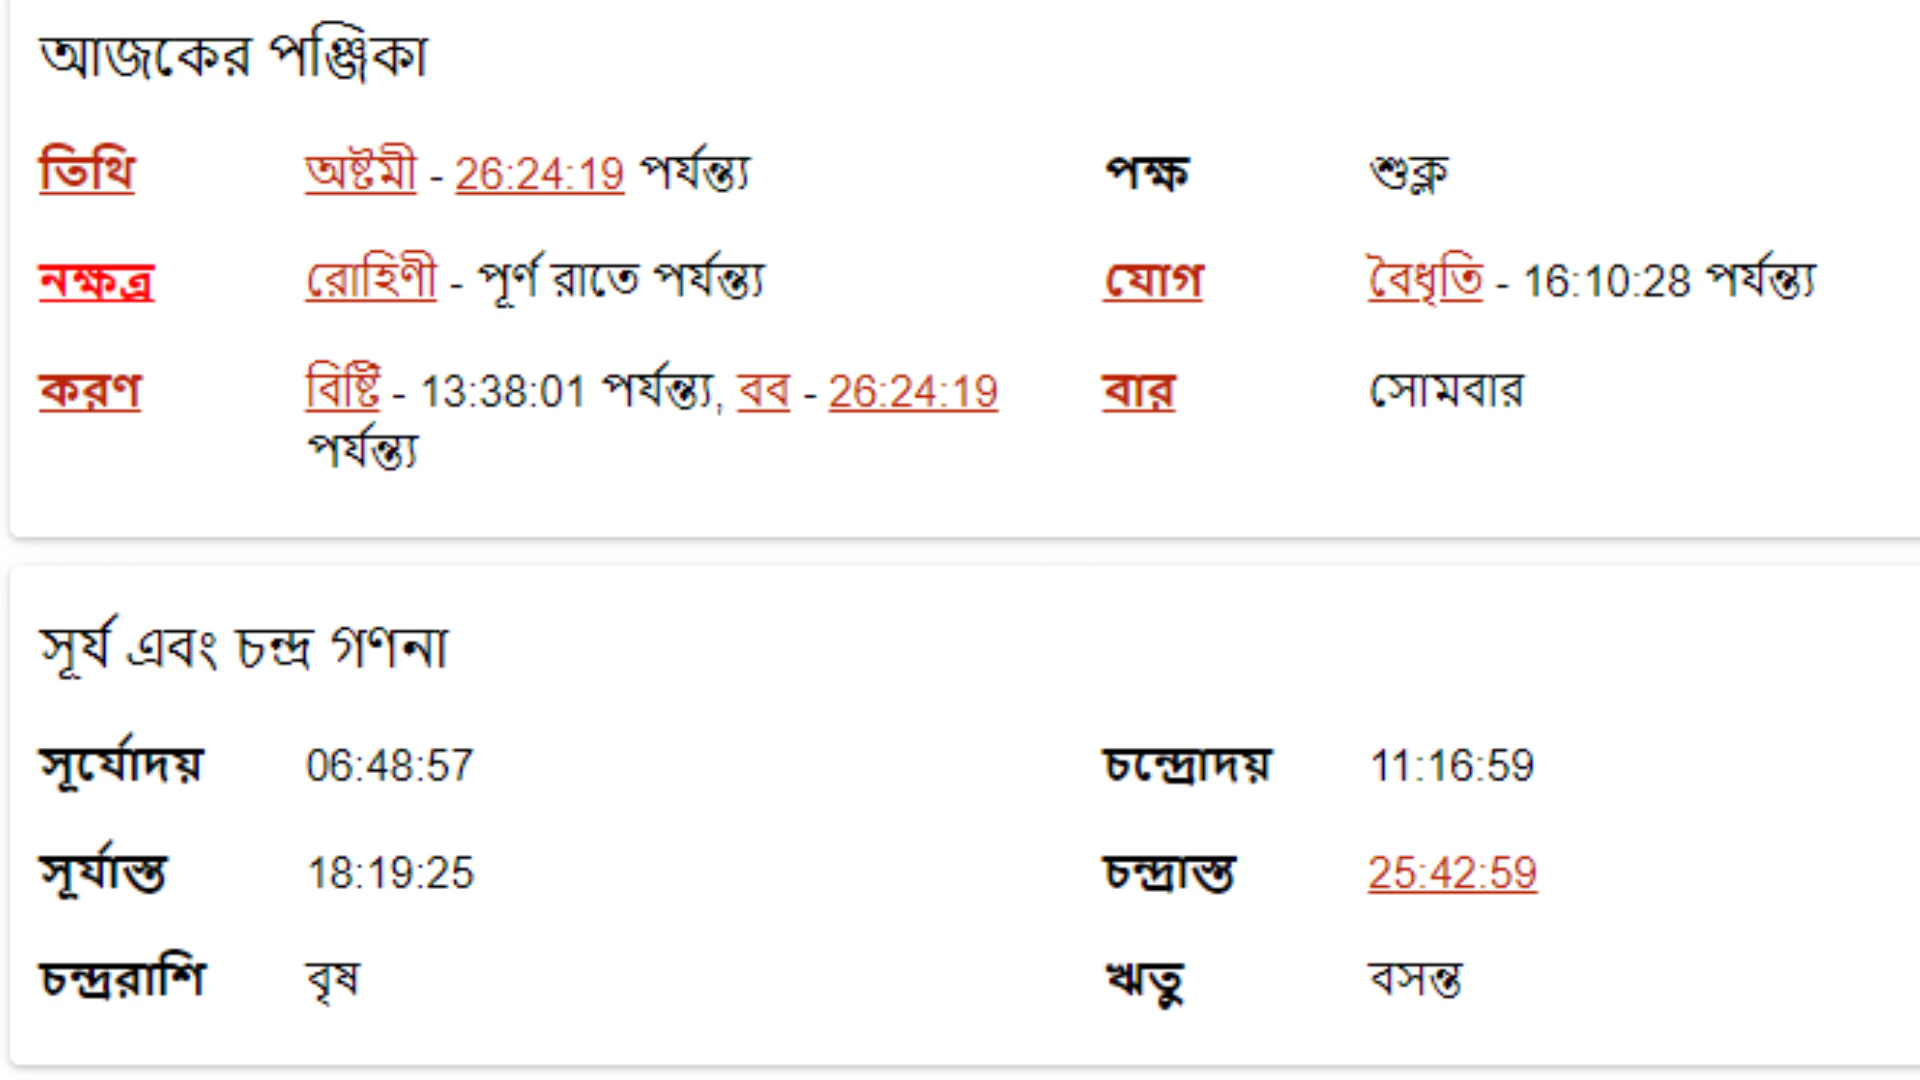 আজকের পঞ্জিকা
তিথি অষ্টমী - 26:24:19 পর্যন্ত্য পক্ষ শুক্ল
নক্ষত্র রোহিণী - পূর্ণ রাতে পর্যন্ত্য যোগ বৈধৃতি - 16:10:28 পর্যন্ত্য
করণ বিষ্টি - 13:38:01 পর্যন্ত্য, বব - 26:24:19 বার সোমবার
পর্যন্ত্য
সূর্য এবং চন্দ্র গণনা
সূর্যোদয় 06:48:57 চন্দ্রোদয় 11:16:59
সূর্যাস্ত 18:19:25 চন্দ্রাস্ত 25:42:59
চন্দ্ররাশি বৃষ ঋতু বসন্ত